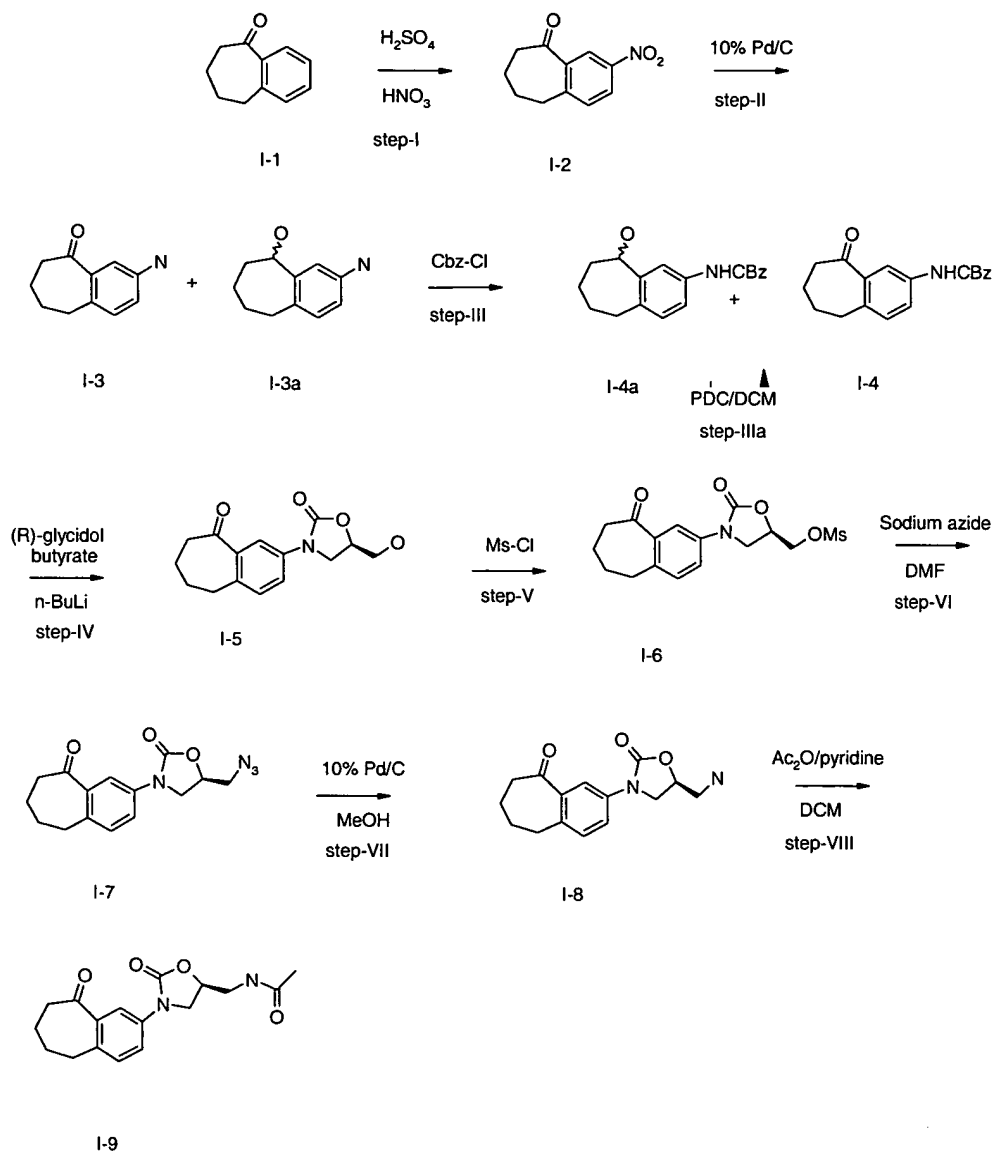 O
H2SO4
HNO3
step-I
O
NO2
10% Pd/C
step-II
I-1
I-2
O
N
+
O
N
Cbz-Cl
step-III
O
NHCBz
+
O
NHCBz
I-3
I-3a
I-4a
I-4
PDC/DCM
step-IIIa
(R)-glycidol
butyrate
n-BuLi
step-IV
O
O
O
N
O
Ms-Cl
step-V
O
O
O
N
OMs
Sodium azide
DMF
step-VI
I-5
I-6
O
O
O
N
N3
10% Pd/C
MeOH
step-VII
O
O
O
N
N
Ac2O/pyridine
DCM
step-VIII
I-7
I-8
O
O
O
N
N
O
I-9